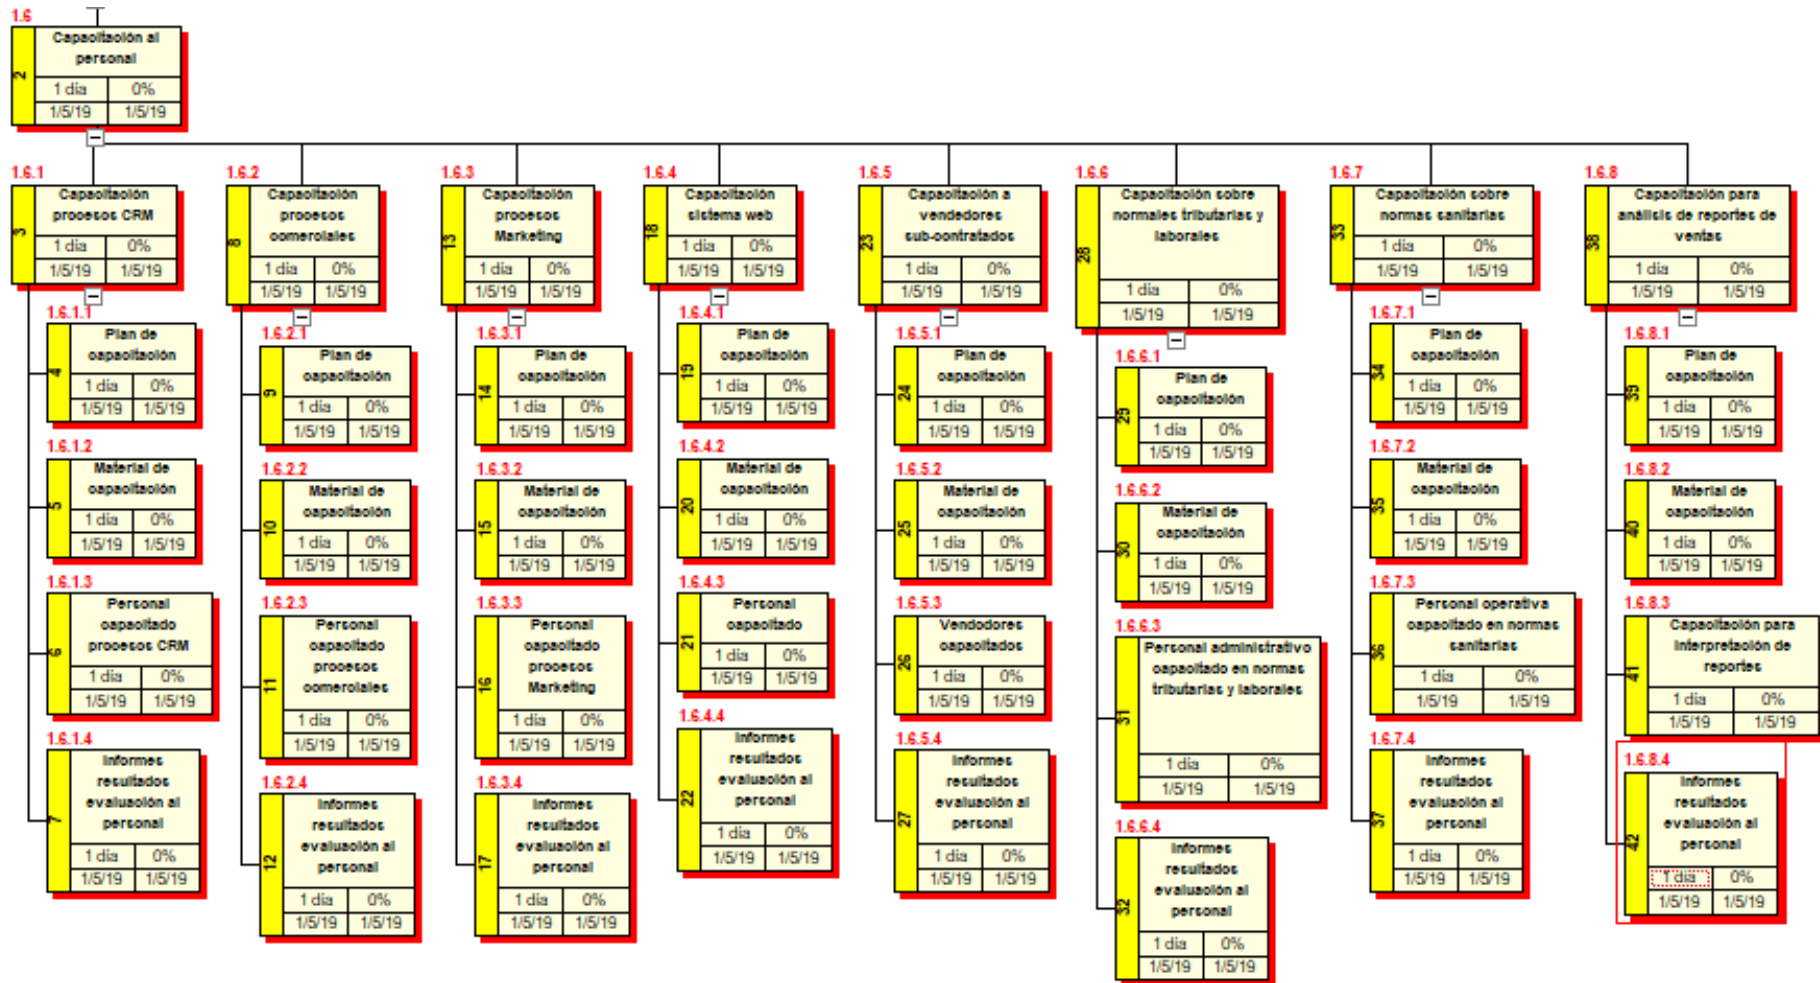 1.6
Capacitación al
personal
2
1 día 0%
1/5/19 1/5/19
1.6.1
Capacitación
procesos CRM
3
1 día 0%
1/5/19 1/5/19
1.6.1.1
Plan de
capacitación
4
1 día 0%
1/5/19 1/5/19
1.6.1.2
Material de
capacitación
5
1 día 0%
1/5/19 1/5/19
1.6.1.3
Personal
capacitado
procesos CRM
6
1 día 0%
1/5/19 1/5/19
1.6.1.4
Informes
resultados
evaluación al
personal
7
1 día 0%
1/5/19 1/5/19
1.6.2
Capacitación
procesos
comerciales
8
1 día 0%
1/5/19 1/5/19
1.6.2.1
Plan de
capacitación
9
1 día 0%
1/5/19 1/5/19
1.6.2.2
Material de
capacitación
10
1 día 0%
1/5/19 1/5/19
1.6.2.3
Personal
capacitado
procesos
comerciales
11
1 día 0%
1/5/19 1/5/19
1.6.2.4
Informes
resultados
evaluación al
personal
12
1 día 0%
1/5/19 1/5/19
1.6.3
Capacitación
procesos
Marketing
13
1 día 0%
1/5/19 1/5/19
1.6.3.1
Plan de
capacitación
14
1 día 0%
1/5/19 1/5/19
1.6.3.2
Material de
capacitación
15
1 día 0%
1/5/19 1/5/19
1.6.3.3
Personal
capacitado
procesos
Marketing
16
1 día 0%
1/5/19 1/5/19
1.6.3.4
Informes
resultados
evaluación al
personal
17
1 día 0%
1/5/19 1/5/19
1.6.4
Capacitación
sistema web
18
1 día 0%
1/5/19 1/5/19
1.6.4.1
Plan de
capacitación
19
1 día 0%
1/5/19 1/5/19
1.6.4.2
Material de
capacitación
20
1 día 0%
1/5/19 1/5/19
1.6.4.3
Personal
capacitado
21
1 día 0%
1/5/19 1/5/19
1.6.4.4
Informes
resultados
evaluación al
personal
22
1 día 0%
1/5/19 1/5/19
1.6.5
Capacitación a
vendedores
sub-contratados
23
1 día 0%
1/5/19 1/5/19
1.6.5.1
Plan de
capacitación
24
1 día 0%
1/5/19 1/5/19
1.6.5.2
Material de
capacitación
25
1 día 0%
1/5/19 1/5/19
1.6.5.3
Vendodores
capacitados
26
1 día 0%
1/5/19 1/5/19
1.6.5.4
Informes
resultados
evaluación al
personal
27
1 día 0%
1/5/19 1/5/19
1.6.6
Capacitación sobre
normales tributarias y
laborales
28
1 día 0%
1/5/19 1/5/19
1.6.6.1
Plan de
capacitación
29
1 día 0%
1/5/19 1/5/19
1.6.6.2
Material de
capacitación
30
1 día 0%
1/5/19 1/5/19
1.6.6.3
Personal administrativo
capacitado en normas
tributarias y laborales
31
1 día 0%
1/5/19 1/5/19
1.6.6.4
Informes
resultados
evaluación al
personal
32
1 día 0%
1/5/19 1/5/19
1.6.7
Capacitación sobre
normas sanitarias
33
1 día 0%
1/5/19 1/5/19
1.6.7.1
Plan de
capacitación
34
1 día 0%
1/5/19 1/5/19
1.6.7.2
Material de
capacitación
35
1 día 0%
1/5/19 1/5/19
1.6.7.3
Personal operativa
capacitado en normas
sanitarias
36
1 día 0%
1/5/19 1/5/19
1.6.7.4
Informes
resultados
evaluación al
personal
37
1 día 0%
1/5/19 1/5/19
1.6.8
Capacitación para
análisis de reportes de
ventas
38
1 día 0%
1/5/19 1/5/19
1.6.8.1
Plan de
capacitación
39
1 día 0%
1/5/19 1/5/19
1.6.8.2
Material de
capacitación
40
1 día 0%
1/5/19 1/5/19
1.6.8.3
Capacitación para
interpretación de
reportes
41
1 día 0%
1/5/19 1/5/19
1.6.8.4
Informes
resultados
evaluación al
personal
42
1 día 0%
1/5/19 1/5/19